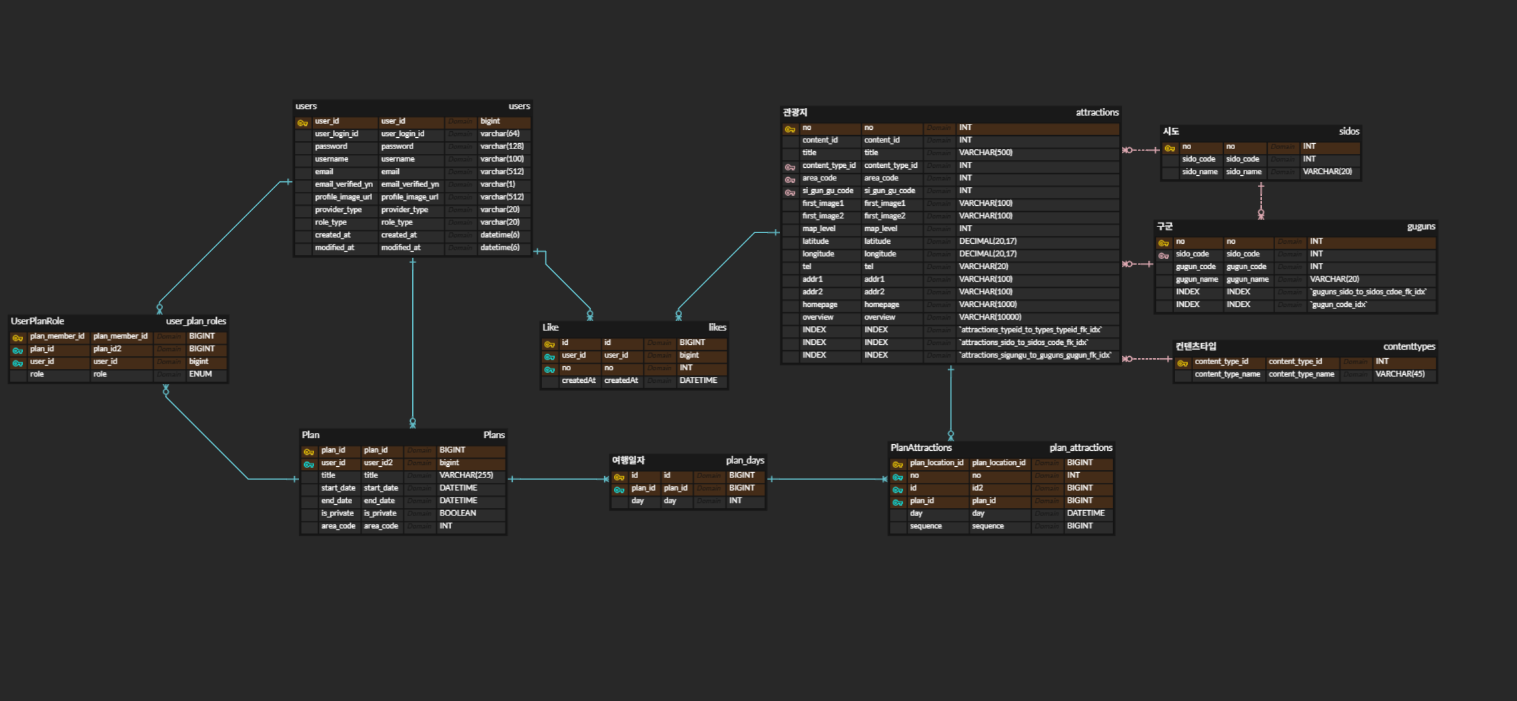 users users
user_id user_id Domain bigint
user_login_id user_login_id Domain varchar(64)
password password Domain varchar(128)
username username Domain varchar(100)
email email Domain varchar(512)
email_verified_yn email_verified_yn Domain varchar(1)
profile_image_url profile_image_url Domain varchar(512)
provider_type provider_type Domain varchar(20)
role_type role_type Domain varchar(20)
created_at created_at Domain datetime(6)
modified_at modified_at Domain datetime(6)
관광지 attractions
no no Domain INT
content_id content_id Domain INT
title title Domain VARCHAR(500)
content_type_id content_type_id Domain INT
area_code area_code Domain INT
si_gun_gu_code si_gun_gu_code Domain INT
first_image1 first_image1 Domain VARCHAR(100)
first_image2 first_image2 Domain VARCHAR(100)
map_level map_level Domain INT
latitude latitude Domain DECIMAL(20,17)
longitude longitude Domain DECIMAL(20,17)
tel tel Domain VARCHAR(20)
addr1 addr1 Domain VARCHAR(100)
addr2 addr2 Domain VARCHAR(100)
homepage homepage Domain VARCHAR(1000)
overview overview Domain VARCHAR(10000)
INDEX INDEX Domain `attractions_typeid_to_types_typeid_fk_idx`
INDEX INDEX Domain `attractions_sido_to_sidos_code_fk_idx`
INDEX INDEX Domain `attractions_sigungu_to_guguns_gugun_fk_idx`
시도 sidos
no no Domain INT
sido_code sido_code Domain INT
sido_name sido_name Domain VARCHAR(20)
구군 guguns
no no Domain INT
sido_code sido_code Domain INT
gugun_code gugun_code Domain INT
gugun_name gugun_name Domain VARCHAR(20)
INDEX INDEX Domain `guguns_sido_to_sidos_cdoe_fk_idx`
INDEX INDEX Domain `gugun_code_idx`
컨텐츠타입 contenttypes
content_type_id content_type_id Domain INT
content_type_name content_type_name Domain VARCHAR(45)
UserPlanRole user_plan_roles
plan_member_id plan_member_id Domain BIGINT
plan_id plan_id2 Domain BIGINT
user_id user_id Domain bigint
role role Domain ENUM
Like likes
id id Domain BIGINT
user_id user_id Domain bigint
no no Domain INT
createdAt createdAt Domain DATETIME
Plan Plans
plan_id plan_id Domain BIGINT
user_id user_id2 Domain bigint
title title Domain VARCHAR(255)
start_date start_date Domain DATETIME
end_date end_date Domain DATETIME
is_private is_private Domain BOOLEAN
area_code area_code Domain INT
여행일자 plan_days
id id Domain BIGINT
plan_id plan_id Domain BIGINT
day day Domain INT
PlanAttractions plan_attractions
plan_location_id plan_location_id Domain BIGINT
no no Domain INT
id id2 Domain BIGINT
plan_id plan_id Domain BIGINT
day day Domain DATETIME
sequence sequence Domain BIGINT